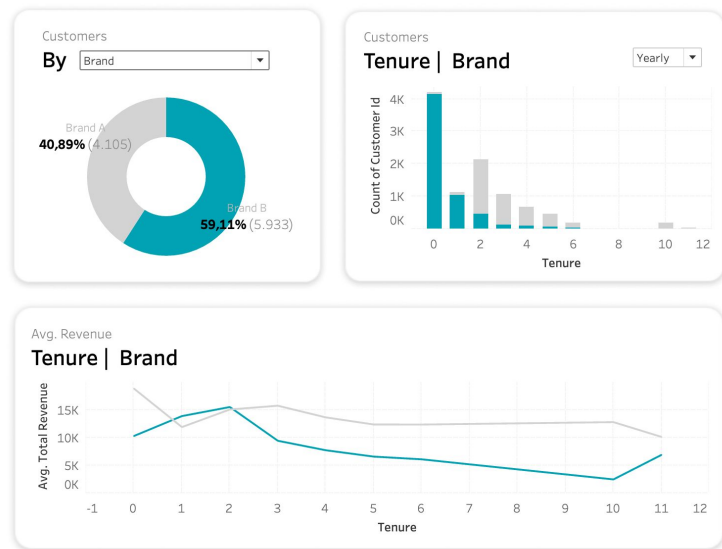 Customers
By Brand
Brand A
40,89% (4.105)
Brand B
59,11% (5.933)
Customers
Tenure | Brand
Yearly
Count of Customer Id
4K
3K
2K
1K
0K
0 2 4 6 8 10 12
Tenure
Avg. Revenue
Tenure | Brand
Avg. Total Revenue
15K
10K
5K
0K
-1 0 1 2 3 4 5 6 7 8 9 10 11 12
Tenure